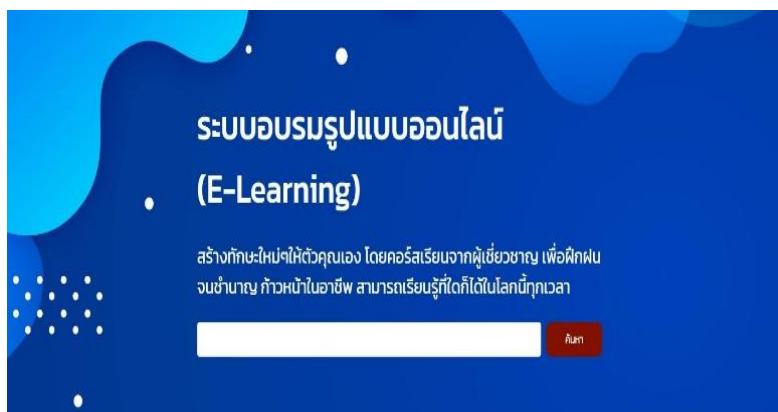 ระบบอบรมรูปแบบออนไลน์
(E-Learning)
สร้างทักษะใหม่ๆให้ตัวคุณเอง โดยคอร์สเรียนจากผู้เชี่ยวชาญ เพื่อฝึกฝน
จนชำนาญ ก้าวหน้าในอาชีพ สามารถเรียนรู้ที่ใดก็ได้ในโลกนี้ทุกเวลา
ค้นหา